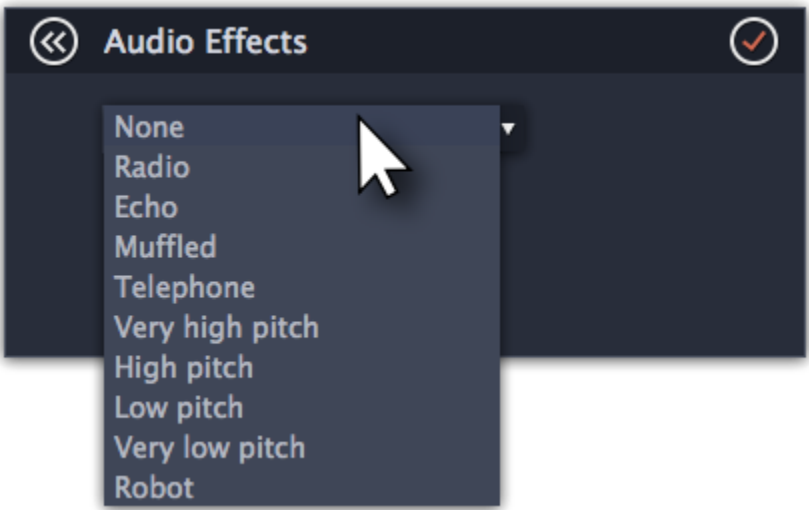 Audio Effects
None
Radio
Echo
Muffled
Telephone
Very high pitch
High pitch
Low pitch
Very low pitch
Robot